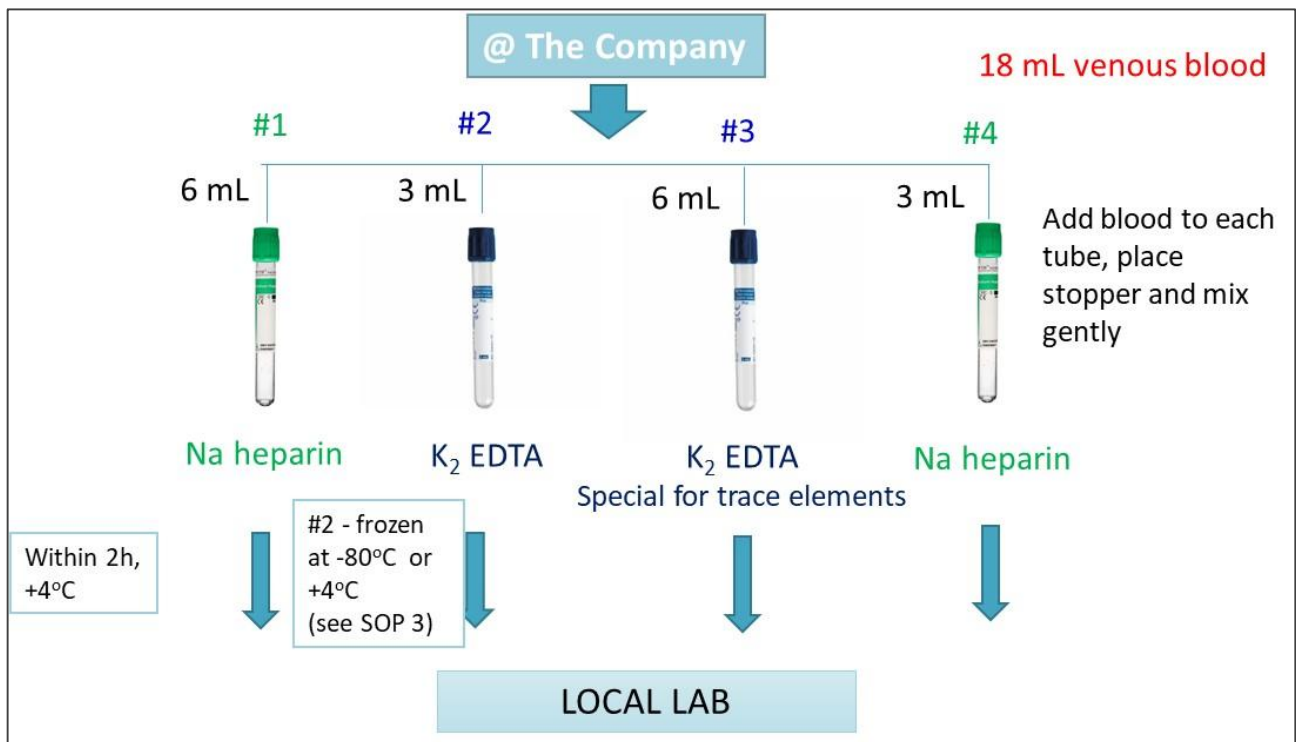 @ The Company
18 mL venous blood
#1
#2
#3
#4
6 mL
3 mL
6 mL
3 mL
Add blood to each
tube, place
stopper and mix
gently
Na heparin
K₂ EDTA
K₂ EDTA
Na heparin
Special for trace elements
Within 2h,
+4°C
#2 - frozen
at -80°C or
+4°C
(see SOP 3)
LOCAL LAB